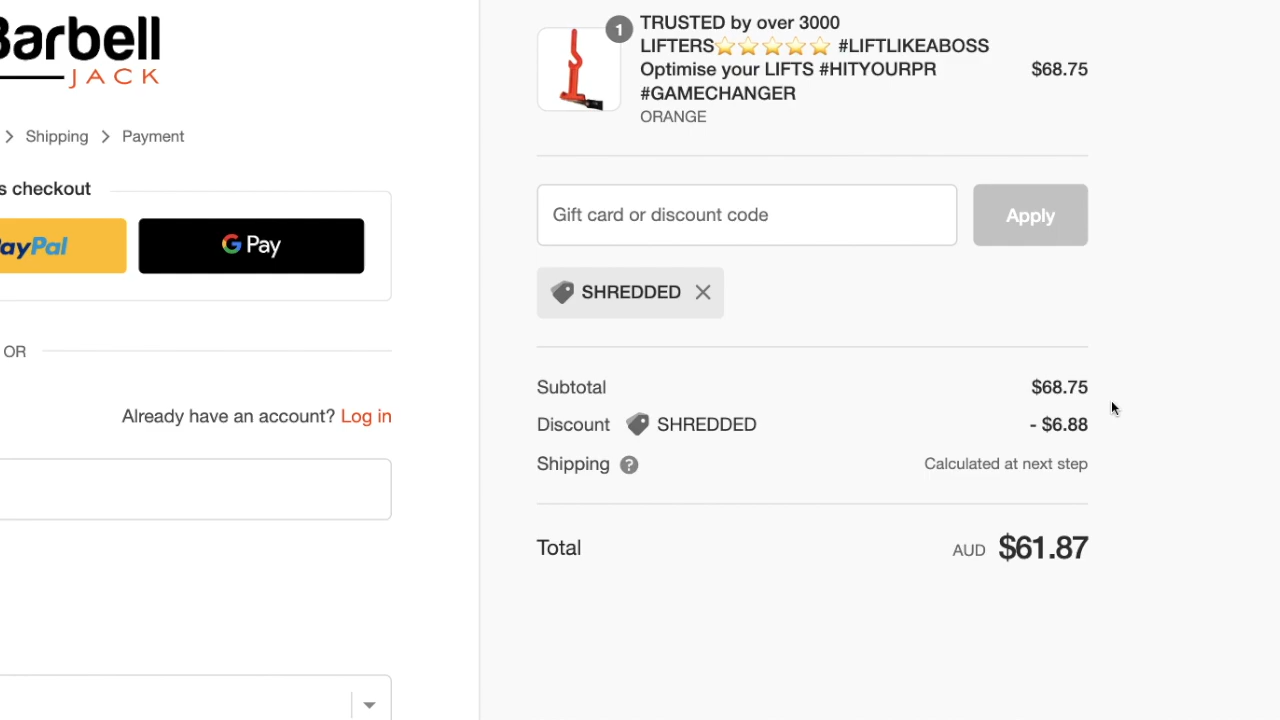 Barbell
JACK
Shipping
Payment
s checkout
ayPal
G Pay
OR
Already have an account? Log in
1
TRUSTED by over 3000
LIFTERS⭐⭐⭐⭐⭐ #LIFTLIKEABOSS
Optimise your LIFTS #HITYOURPR
#GAMECHANGER
ORANGE
$68.75
Gift card or discount code
Apply
SHREDDED
Subtotal $68.75
Discount SHREDDED - $6.88
Shipping ? Calculated at next step
Total AUD $61.87